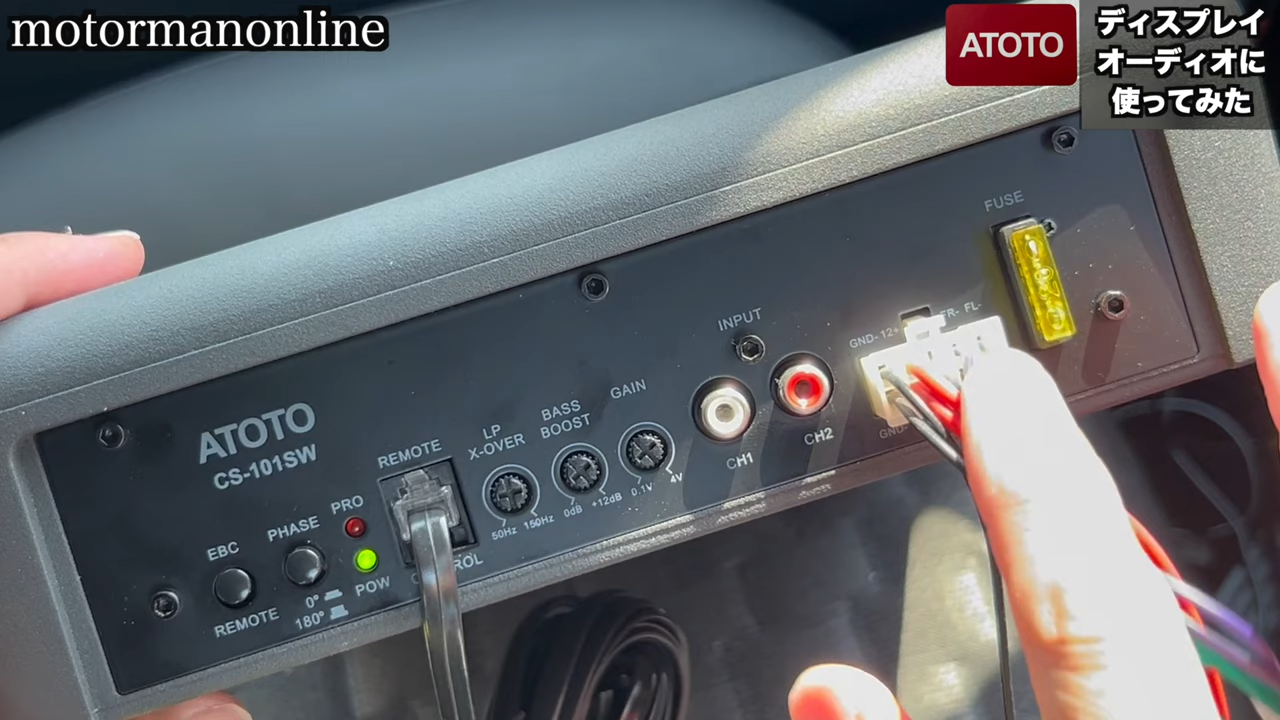 motormanonline
ATOTO
ディスプレイ
オーディオに
使ってみた
FUSE
INPUT
GND- 12+
FR- FL-
GND-
CH1
CH2
GAIN
0.1V
4V
BASS
BOOST
0dB
+12dB
LP
X-OVER
50Hz
150Hz
REMOTE
ATOTO
CS-101SW
PRO
PHASE
EBC
POW
REMOTE
0°
180°